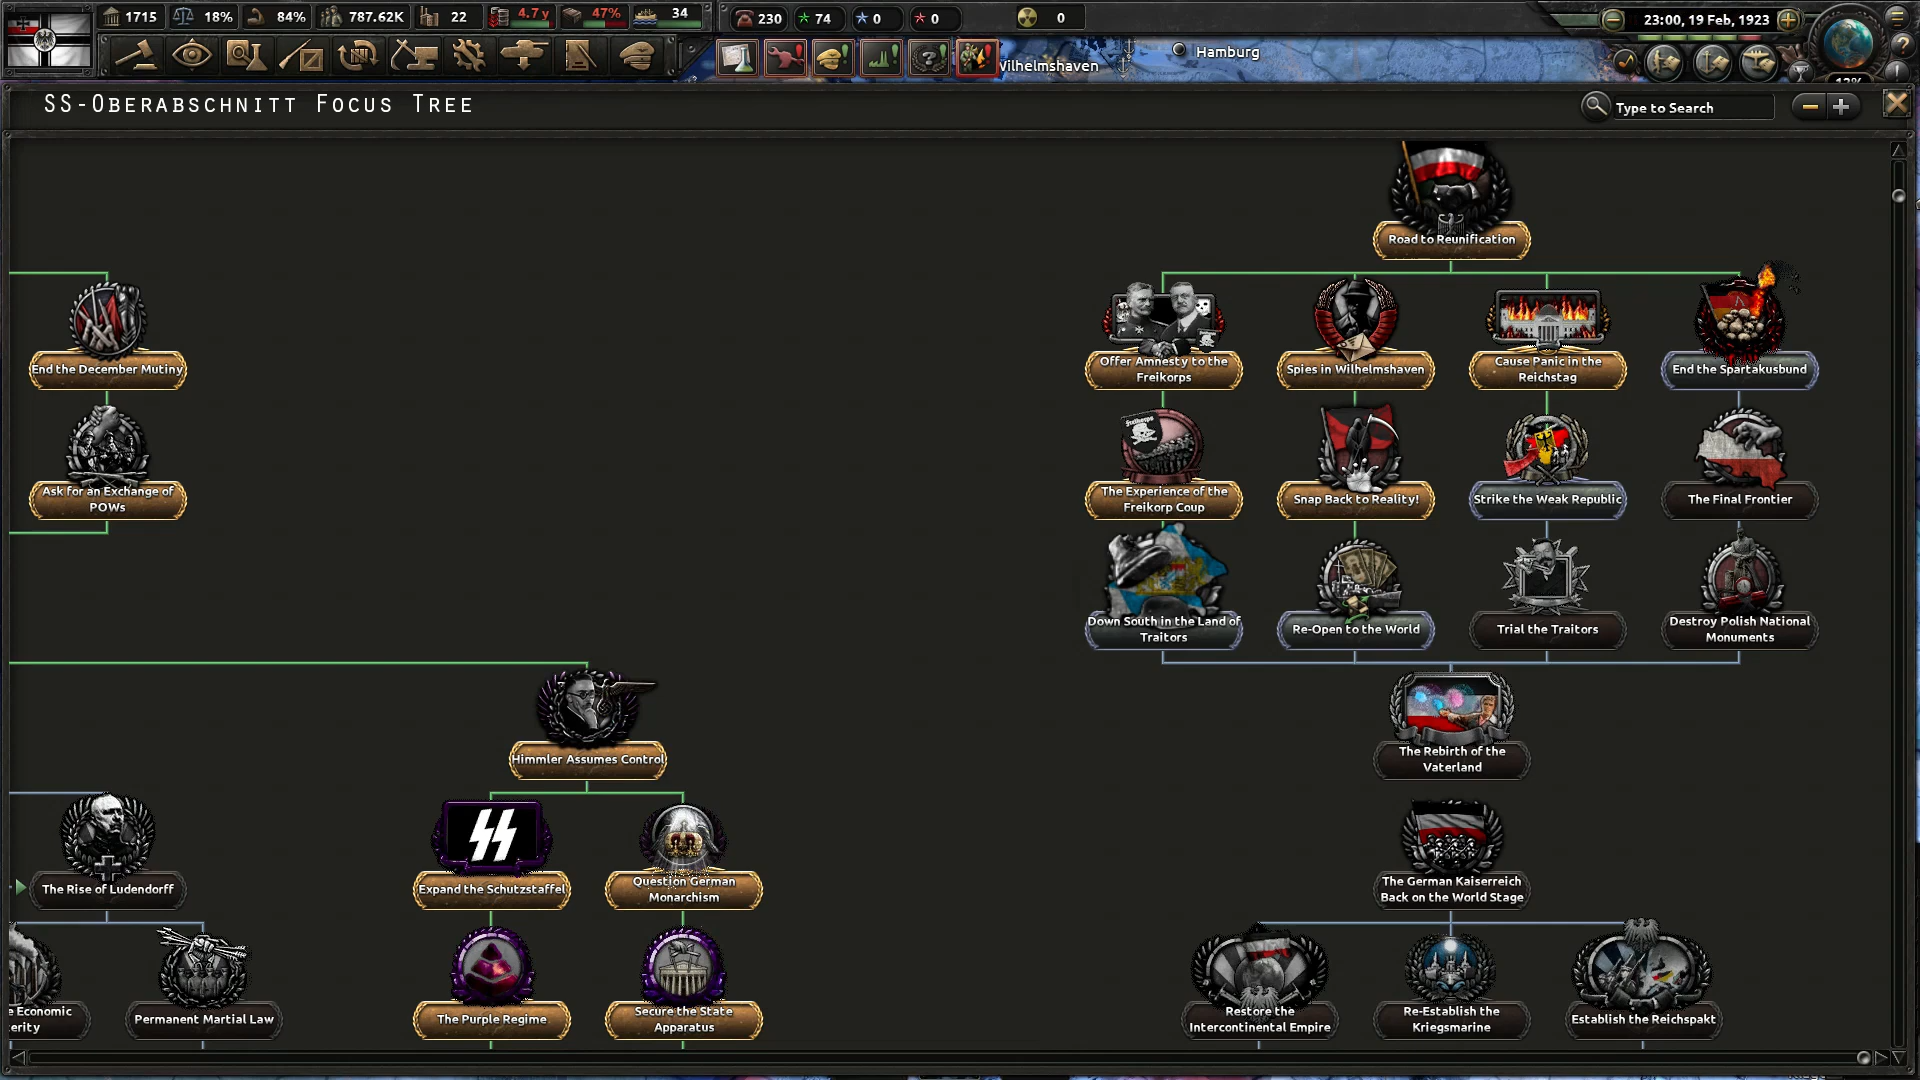 1715 18% 84% 787.62K 22 4.7 y 47% 34 230 74 0 0 0 23:00, 19 Feb, 1923
Hamburg
Wilhelmshaven
SS-Oberabschnitt Focus Tree
Type to Search
Road to Reunification
End the December Mutiny
Offer Amnesty to the
Freikorps
Spies in Wilhelmshaven
Cause Panic in the
Reichstag
End the Spartakusbund
Ask for an Exchange of
POWs
The Experience of the
Freikorp Coup
Snap Back to Reality!
Strike the Weak Republic
The Final Frontier
Down South in the Land of
Traitors
Re-Open to the World
Trial the Traitors
Destroy Polish National
Monuments
Himmler Assumes Control
The Rebirth of the
Vaterland
The Rise of Ludendorff
Expand the Schutzstaffel
Question German
Monarchism
The German Kaiserreich
Back on the World Stage
e Economic
erity
Permanent Martial Law
The Purple Regime
Secure the State
Apparatus
Restore the
Intercontinental Empire
Re-Establish the
Kriegsmarine
Establish the Reichspakt